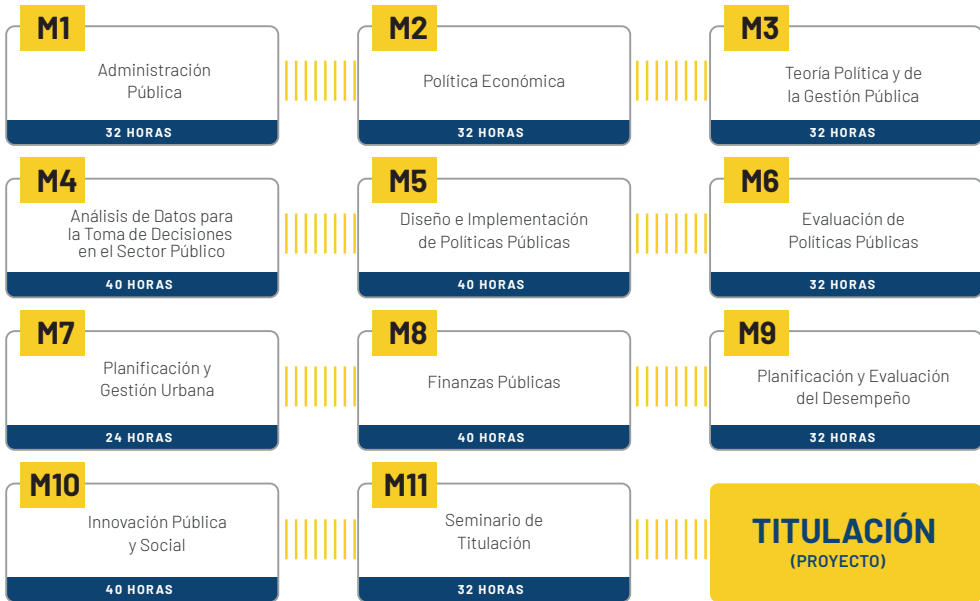 M1
Administración
Pública
32 HORAS
M2
Política Económica
32 HORAS
M3
Teoría Política y de
la Gestión Pública
32 HORAS
M4
Análisis de Datos para
la Toma de Decisiones
en el Sector Público
40 HORAS
M5
Diseño e Implementación
de Políticas Públicas
40 HORAS
M6
Evaluación de
Políticas Públicas
32 HORAS
M7
Planificación y
Gestión Urbana
24 HORAS
M8
Finanzas Públicas
40 HORAS
M9
Planificación y Evaluación
del Desempeño
32 HORAS
M10
Innovación Pública
y Social
40 HORAS
M11
Seminario de
Titulación
32 HORAS
TITULACIÓN
(PROYECTO)